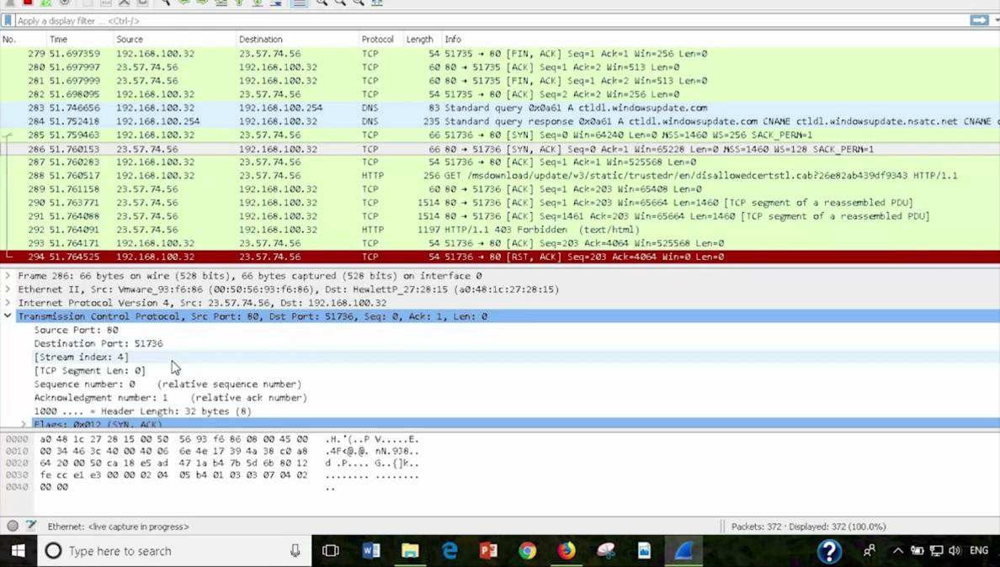 Apply a display filter ... <Ctrl-/>
No. Time Source Destination Protocol Length Info
279 51.697359 192.168.100.32 23.57.74.56 TCP 54 51735 → 80 [FIN, ACK] Seq=1 Ack=1 Win=256 Len=0
280 51.697997 23.57.74.56 192.168.100.32 TCP 60 80 → 51735 [ACK] Seq=1 Ack=2 Win=513 Len=0
281 51.697999 23.57.74.56 192.168.100.32 TCP 60 80 → 51735 [FIN, ACK] Seq=1 Ack=2 Win=513 Len=0
282 51.698095 192.168.100.32 23.57.74.56 TCP 54 51735 → 80 [ACK] Seq=2 Ack=2 Win=256 Len=0
283 51.746656 192.168.100.32 192.168.100.254 DNS 83 Standard query 0x0a61 A ctldl.windowsupdate.com
284 51.752418 192.168.100.254 192.168.100.32 DNS 235 Standard query response 0x0a61 A ctldl.windowsupdate.com CNAME ctldl.windowsupdate.nsatc.net CNAME
285 51.759463 192.168.100.32 23.57.74.56 TCP 66 51736 → 80 [SYN] Seq=0 Win=64240 Len=0 MSS=1460 WS=256 SACK_PERM=1
286 51.760153 23.57.74.56 192.168.100.32 TCP 66 80 → 51736 [SYN, ACK] Seq=0 Ack=1 Win=65228 Len=0 MSS=1460 WS=128 SACK_PERM=1
287 51.760283 192.168.100.32 23.57.74.56 TCP 54 51736 → 80 [ACK] Seq=1 Ack=1 Win=525568 Len=0
288 51.760517 192.168.100.32 23.57.74.56 HTTP 256 GET /msdownload/update/v3/static/trustedr/en/disallowedcertstl.cab?26e82ab439df9343 HTTP/1.1
289 51.761158 23.57.74.56 192.168.100.32 TCP 60 80 → 51736 [ACK] Seq=1 Ack=203 Win=65408 Len=0
290 51.763771 23.57.74.56 192.168.100.32 TCP 1514 80 → 51736 [ACK] Seq=1 Ack=203 Win=65664 Len=1460 [TCP segment of a reassembled PDU]
291 51.764088 23.57.74.56 192.168.100.32 TCP 1514 80 → 51736 [ACK] Seq=1461 Ack=203 Win=65664 Len=1460 [TCP segment of a reassembled PDU]
292 51.764091 23.57.74.56 192.168.100.32 HTTP 1197 HTTP/1.1 403 Forbidden (text/html)
293 51.764171 192.168.100.32 23.57.74.56 TCP 54 51736 → 80 [ACK] Seq=203 Ack=4064 Win=525568 Len=0
294 51.764525 192.168.100.32 23.57.74.56 TCP 54 51736 → 80 [RST, ACK] Seq=203 Ack=4064 Win=0 Len=0
Frame 286: 66 bytes on wire (528 bits), 66 bytes captured (528 bits) on interface 0
Ethernet II, Src: Vmware_93:f6:86 (00:50:56:93:f6:86), Dst: HewlettP_27:28:15 (a0:48:1c:27:28:15)
Internet Protocol Version 4, Src: 23.57.74.56, Dst: 192.168.100.32
Transmission Control Protocol, Src Port: 80, Dst Port: 51736, Seq: 0, Ack: 1, Len: 0
Source Port: 80
Destination Port: 51736
[Stream index: 4]
[TCP Segment Len: 0]
Sequence number: 0 (relative sequence number)
Acknowledgment number: 1 (relative ack number)
1000 .... = Header Length: 32 bytes (8)
Flags: 0x012 (SYN, ACK)
0000 a0 48 1c 27 28 15 00 50 56 93 f6 86 08 00 45 00 .H.'(..P V.....E.
0010 00 34 46 3c 40 00 40 06 6e 4e 17 39 4a 38 c0 a8 .4F<@.@. nN.9J8..
0020 64 20 00 50 ca 18 e5 ad 47 1a b4 7b 5d 6b 80 12 d .P.... G..{]k..
0030 fe cc e1 e3 00 00 02 04 05 b4 01 03 03 07 04 02 ........ ........
0040 00 00 ..
Ethernet: <live capture in progress> Packets: 372 · Displayed: 372 (100.0%)
Type here to search ENG